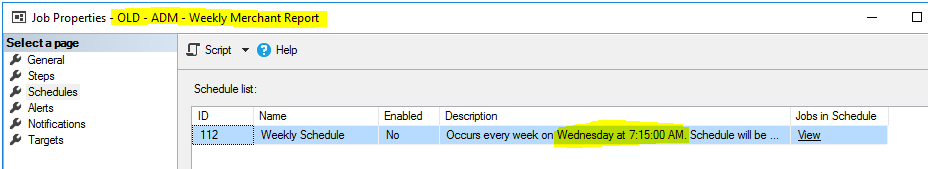 Job Properties - OLD - ADM - Weekly Merchant Report
Select a page
General
Steps
Schedules
Alerts
Notifications
Targets
Script
Help
Schedule list:
ID Name Enabled Description Jobs in Schedule
112 Weekly Schedule No Occurs every week on Wednesday at 7:15:00 AM. Schedule will be ... View